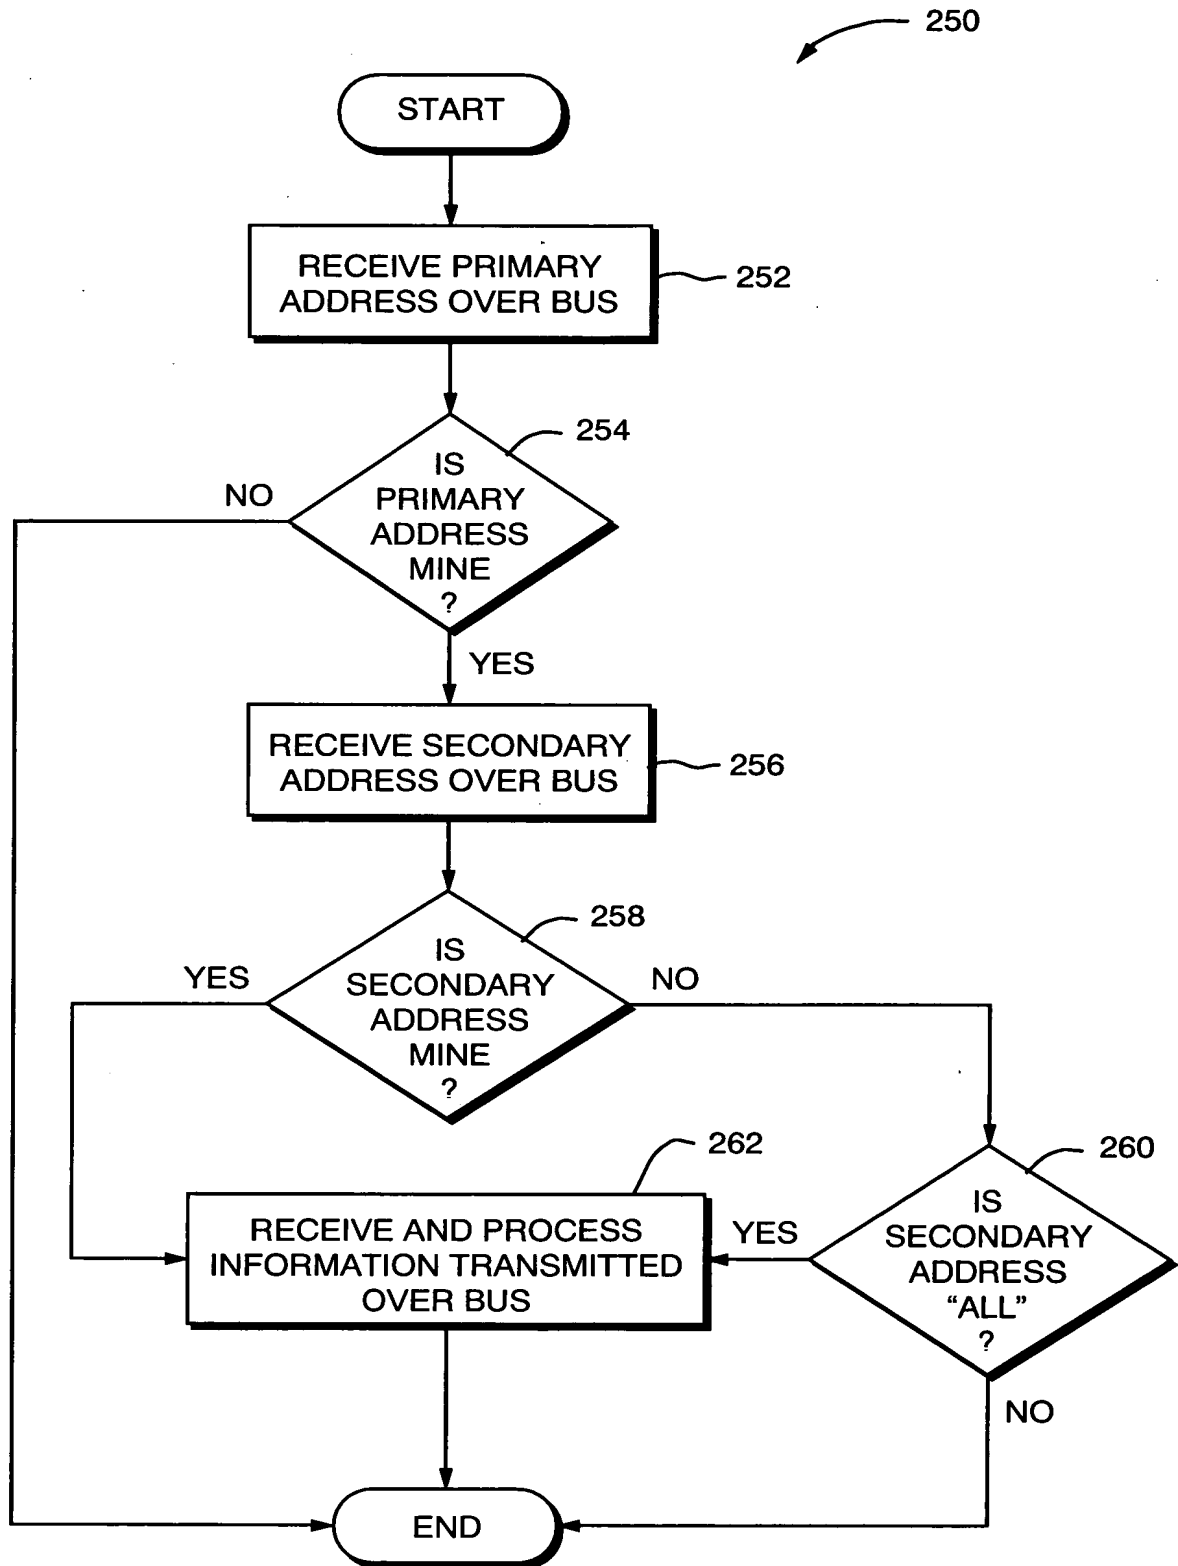 250
START
RECEIVE PRIMARY
ADDRESS OVER BUS
252
254
IS
PRIMARY
ADDRESS
MINE
?
NO
YES
RECEIVE SECONDARY
ADDRESS OVER BUS
256
258
IS
SECONDARY
ADDRESS
MINE
?
YES
NO
262
RECEIVE AND PROCESS
INFORMATION TRANSMITTED
OVER BUS
260
IS
SECONDARY
ADDRESS
“ALL”
?
YES
NO
END